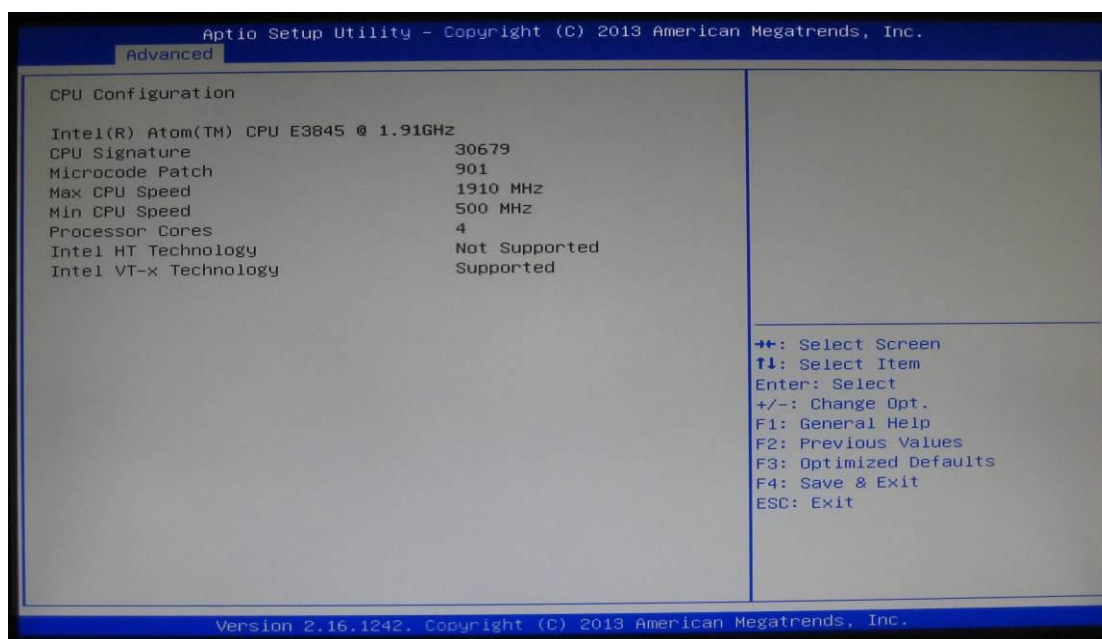 Aptio Setup Utility – Copyright (C) 2013 American Megatrends, Inc.
Advanced
CPU Configuration
Intel(R) Atom(TM) CPU E3845 @ 1.91GHz
CPU Signature 30679
Microcode Patch 901
Max CPU Speed 1910 MHz
Min CPU Speed 500 MHz
Processor Cores 4
Intel HT Technology Not Supported
Intel VT-x Technology Supported
→←: Select Screen
↑↓: Select Item
Enter: Select
+/-: Change Opt.
F1: General Help
F2: Previous Values
F3: Optimized Defaults
F4: Save & Exit
ESC: Exit
Version 2.16.1242. Copyright (C) 2013 American Megatrends, Inc.